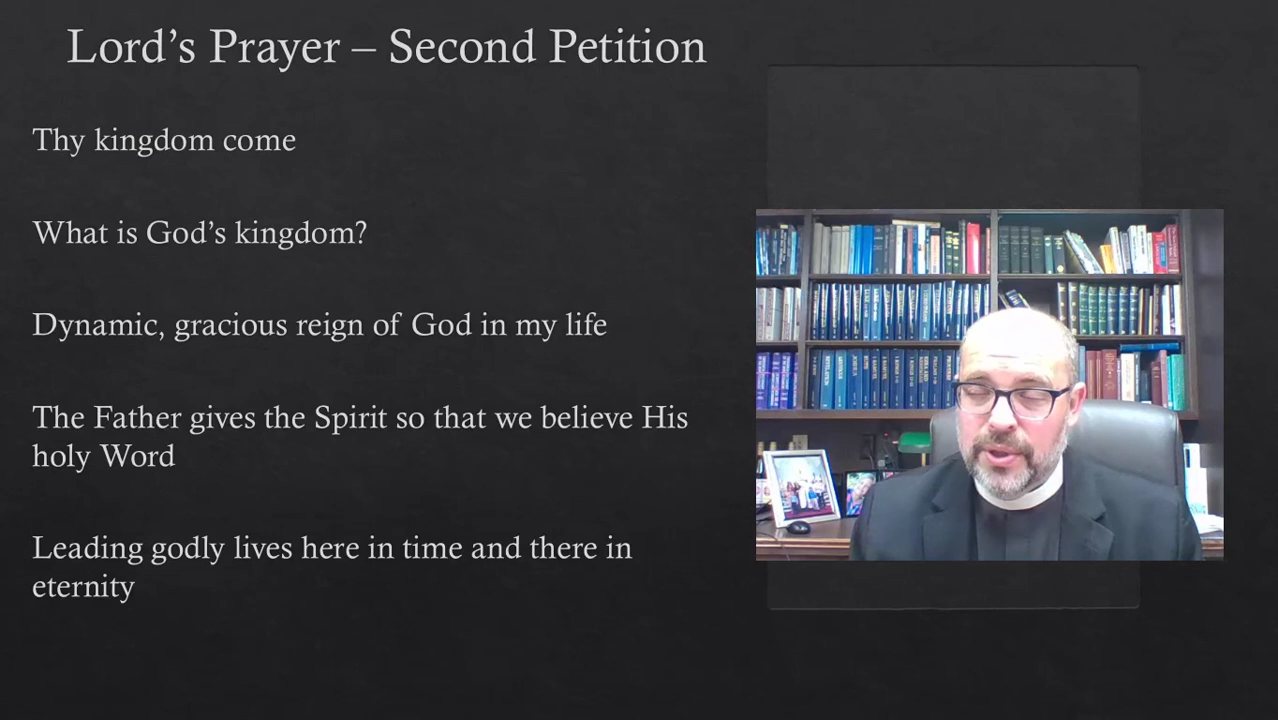 Lord’s Prayer – Second Petition
Thy kingdom come
What is God’s kingdom?
Dynamic, gracious reign of God in my life
The Father gives the Spirit so that we believe His
holy Word
Leading godly lives here in time and there in
eternity